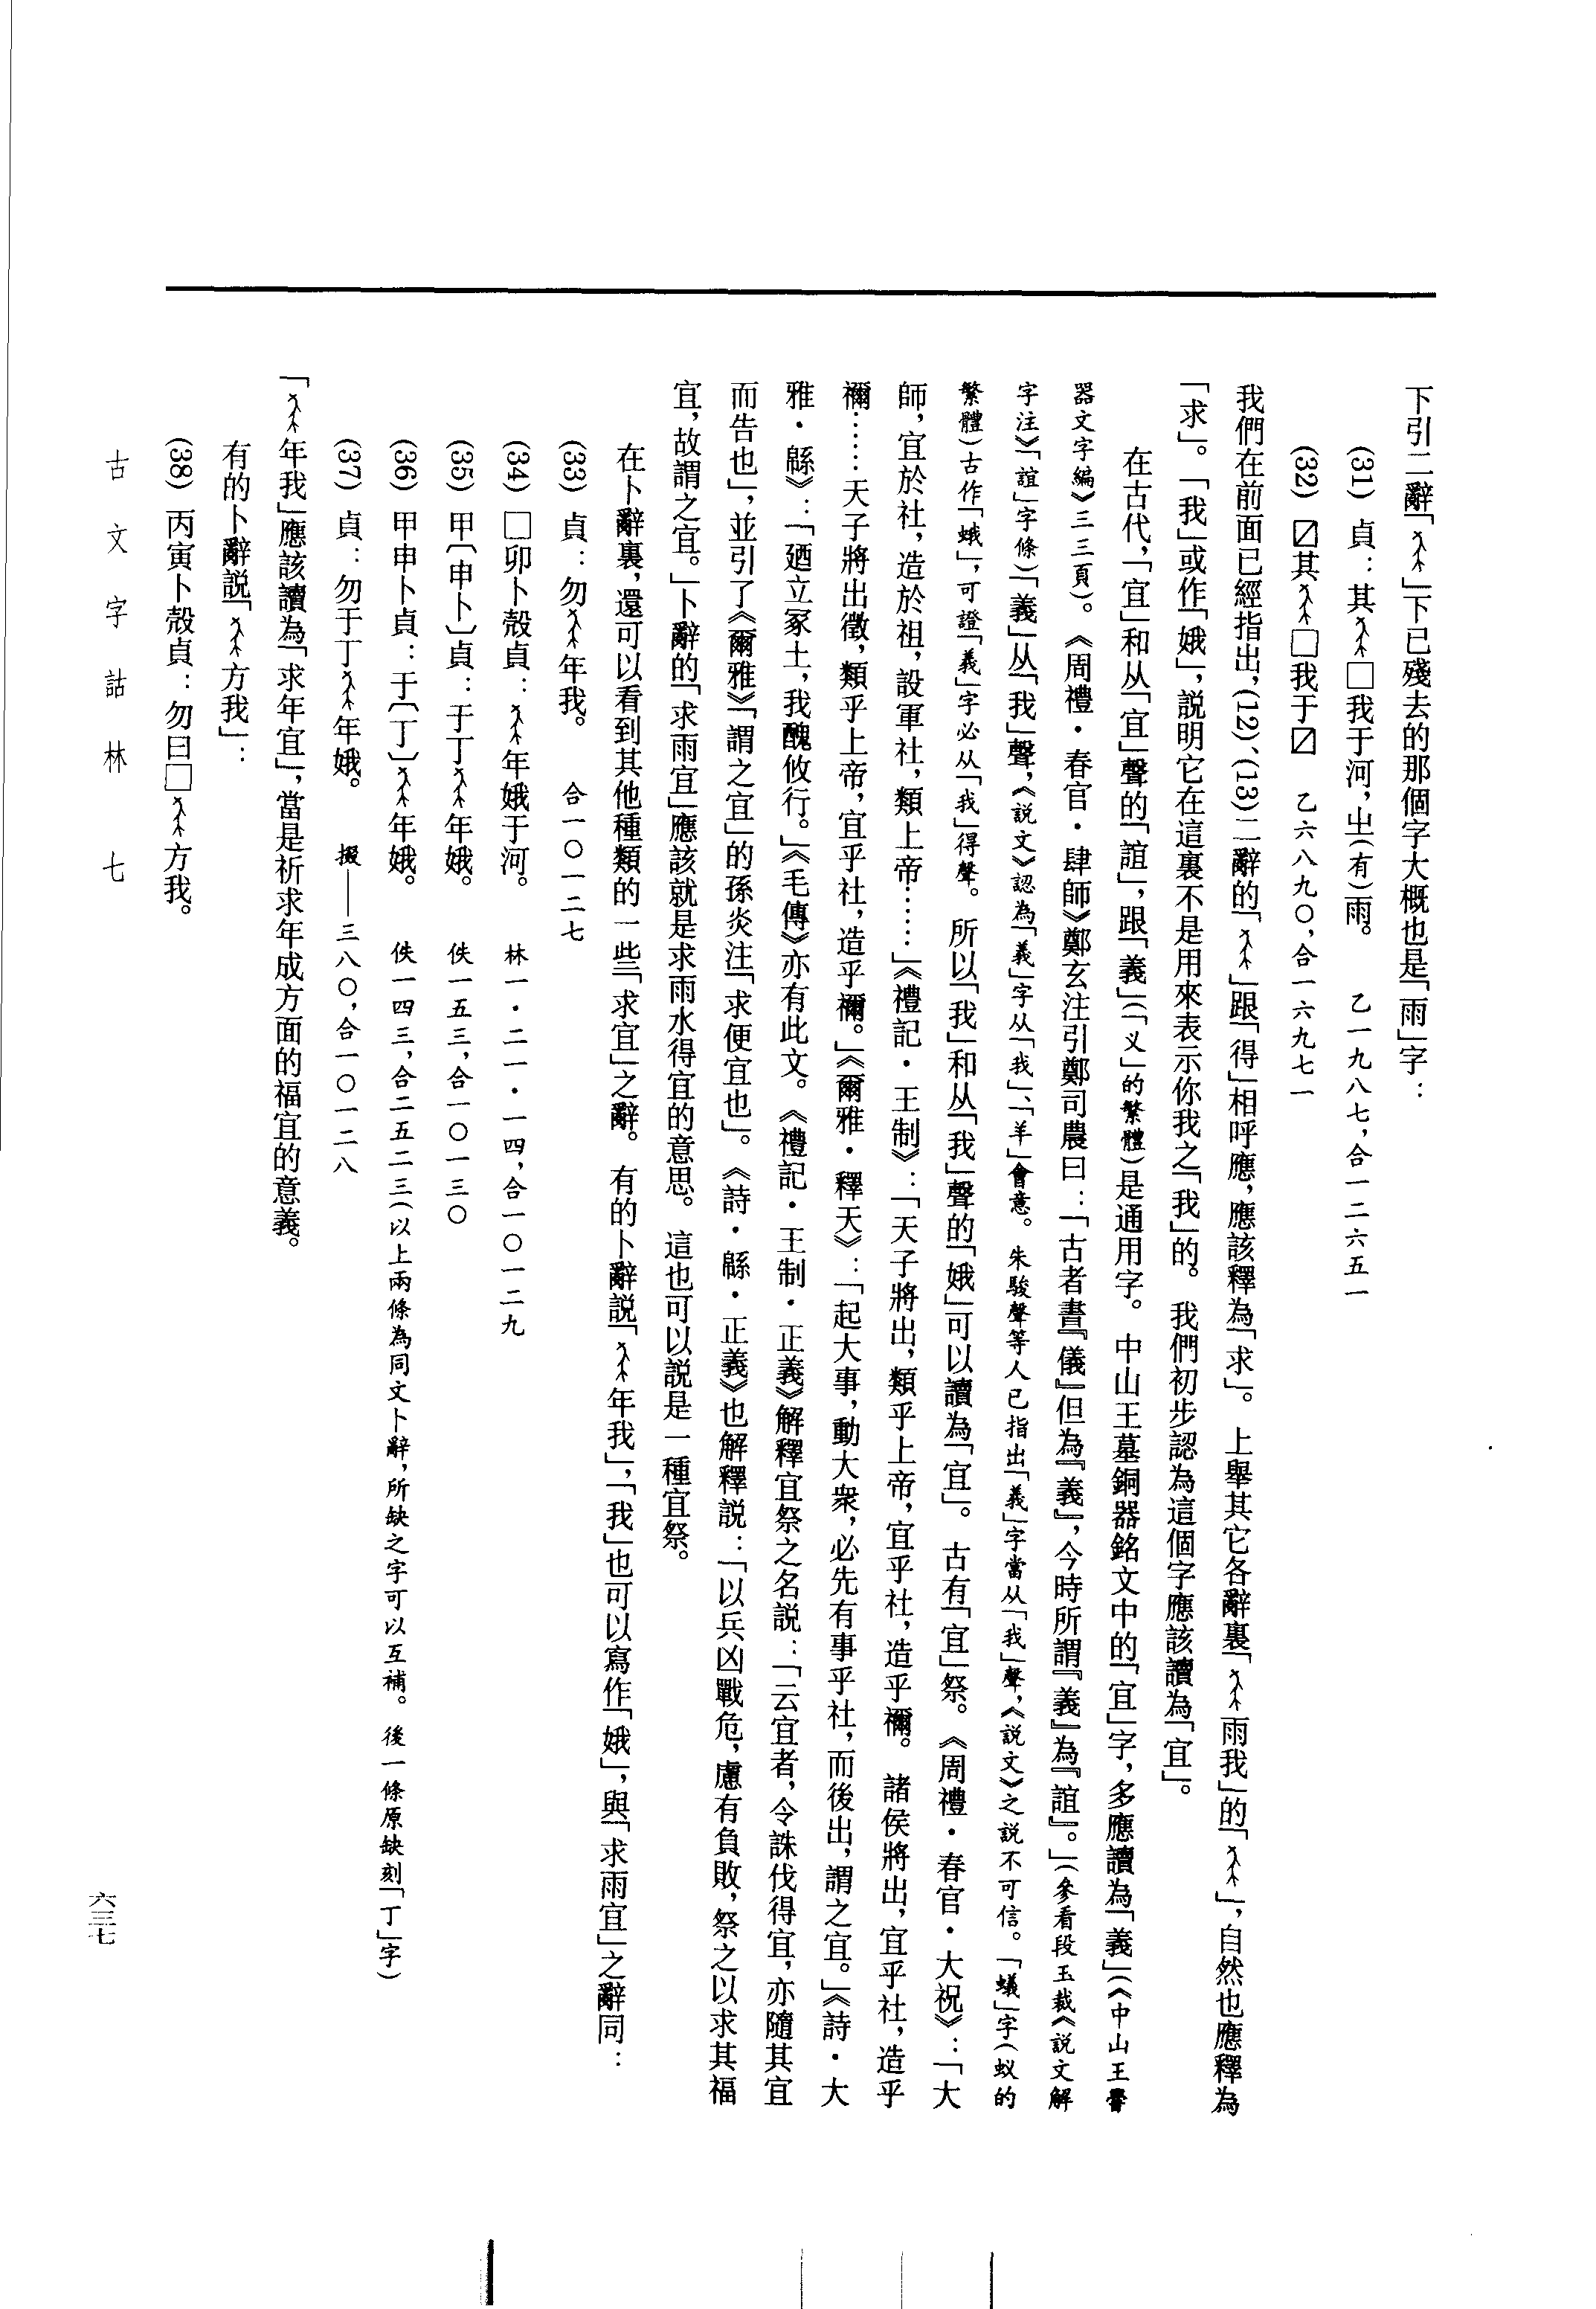 下引二辭「」下已殘去的那個字大概也是「雨」字：
(31) 貞：其□我于河，㞢(有)雨。 乙一九八七，合一二六五一
(32) 〼其□我于〼 乙六八九〇，合一六九七一
我們在前面已經指出，(12)、(13)二辭的「」跟「得」相呼應，應該釋為「求」。上舉其它各辭裏「雨我」的「」，自然也應釋為
「求」。「我」或作「娥」，説明它在這裏不是用來表示你我之「我」的。我們初步認為這個字應該讀為「宜」。
在古代，「宜」和从「宜」聲的「誼」，跟「義」(「义」的繁體)是通用字。中山王墓銅器銘文中的「宜」字，多應讀為「義」(《中山王䰜
器文字編》三三頁)。《周禮·春官·肆師》鄭玄注引鄭司農曰：「古者書『儀』但為『義』，今時所謂『義』為『誼』。」(參看段玉裁《説文解
字注》「誼」字條)「義」从「我」聲，《説文》認為「義」字从「我」、「羊」會意。朱駿聲等人已指出「義」字當从「我」聲，《説文》之説不可信。「蟻」字(蚁的
繁體)古作「蛾」，可證「義」字必从「我」得聲。所以「我」和从「我」聲的「娥」可以讀為「宜」。古有「宜」祭。《周禮·春官·大祝》：「大
師，宜於社，造於祖，設軍社，類上帝……」《禮記·王制》：「天子將出，類乎上帝，宜乎社，造乎禰。諸侯將出，宜乎社，造乎
禰……天子將出徵，類乎上帝，宜乎社，造乎禰。」《爾雅·釋天》：「起大事，動大衆，必先有事乎社，而後出，謂之宜。」《詩·大
雅·緜》：「廼立冢土，我醜攸行。」《毛傳》亦有此文。《禮記·王制·正義》解釋宜祭之名説：「云宜者，令誅伐得宜，亦隨其宜
而告也」，並引了《爾雅》「謂之宜」的孫炎注「求便宜也」。《詩·緜·正義》也解釋説：「以兵凶戰危，慮有負敗，祭之以求其福
宜，故謂之宜。」卜辭的「求雨宜」應該就是求雨水得宜的意思。這也可以説是一種宜祭。
在卜辭裏，還可以看到其他種類的一些「求宜」之辭。有的卜辭説「年我」，「我」也可以寫作「娥」，與「求雨宜」之辭同：
(33) 貞：勿年我。 合一〇一二七
(34) □卯卜殻貞：年娥于河。 林一·二一·一四，合一〇一二九
(35) 甲〔申卜〕貞：于丁年娥。 佚一五三，合一〇一三〇
(36) 甲申卜貞：于〔丁〕年娥。 佚一四三，合二五二三(以上兩條為同文卜辭，所缺之字可以互補。後一條原缺刻「丁」字)
(37) 貞：勿于丁年娥。 掇一三八〇，合一〇一二八
「年我」應該讀為「求年宜」，當是祈求年成方面的福宜的意義。
有的卜辭説「方我」：
(38) 丙寅卜殻貞：勿曰□方我。
古文字詁林 七
六三七